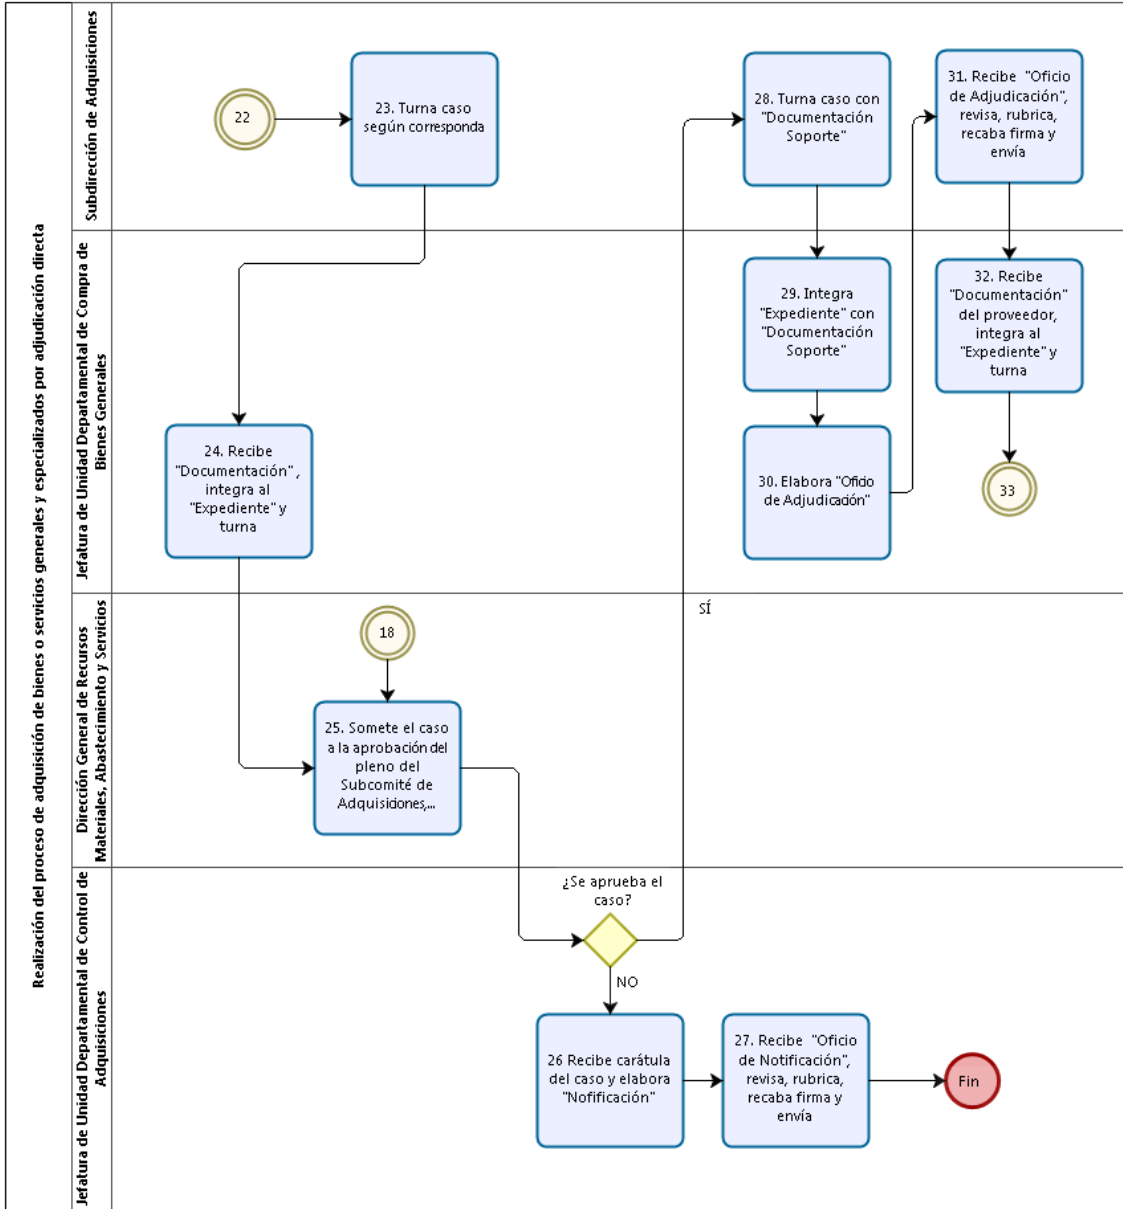 Realización del proceso de adquisición de bienes o servicios generales y especializados por adjudicación directa
Subdirección de Adquisiciones
22
23. Turna caso
según corresponda
28. Turna caso con
"Documentación
Soporte"
31. Recibe "Oficio
de Adjudicación",
revisa, rubrica,
recaba firma y
envía
Jefatura de Unidad Departamental de Compra de
Bienes Generales
24. Recibe
"Documentación" ,
integra al
"Expediente" y
turna
29. Integra
"Expediente" con
"Documentación
Soporte"
30. Elabora "Oficio
de Adjudicación"
32. Recibe
"Documentación"
del proveedor,
integra al
"Expediente" y
turna
33
Dirección General de Recursos
Materiales, Abastecimiento y Servicios
SÍ
18
25. Somete el caso
a la aprobación del
pleno del
Subcomité de
Adquisiciones,...
Jefatura de Unidad Departamental de Control de
Adquisiciones
¿Se aprueba el
caso?
NO
26 Recibe carátula
del caso y elabora
"Nofificación"
27. Recibe "Oficio
de Notificación",
revisa, rubrica,
recaba firma y
envía
Fin